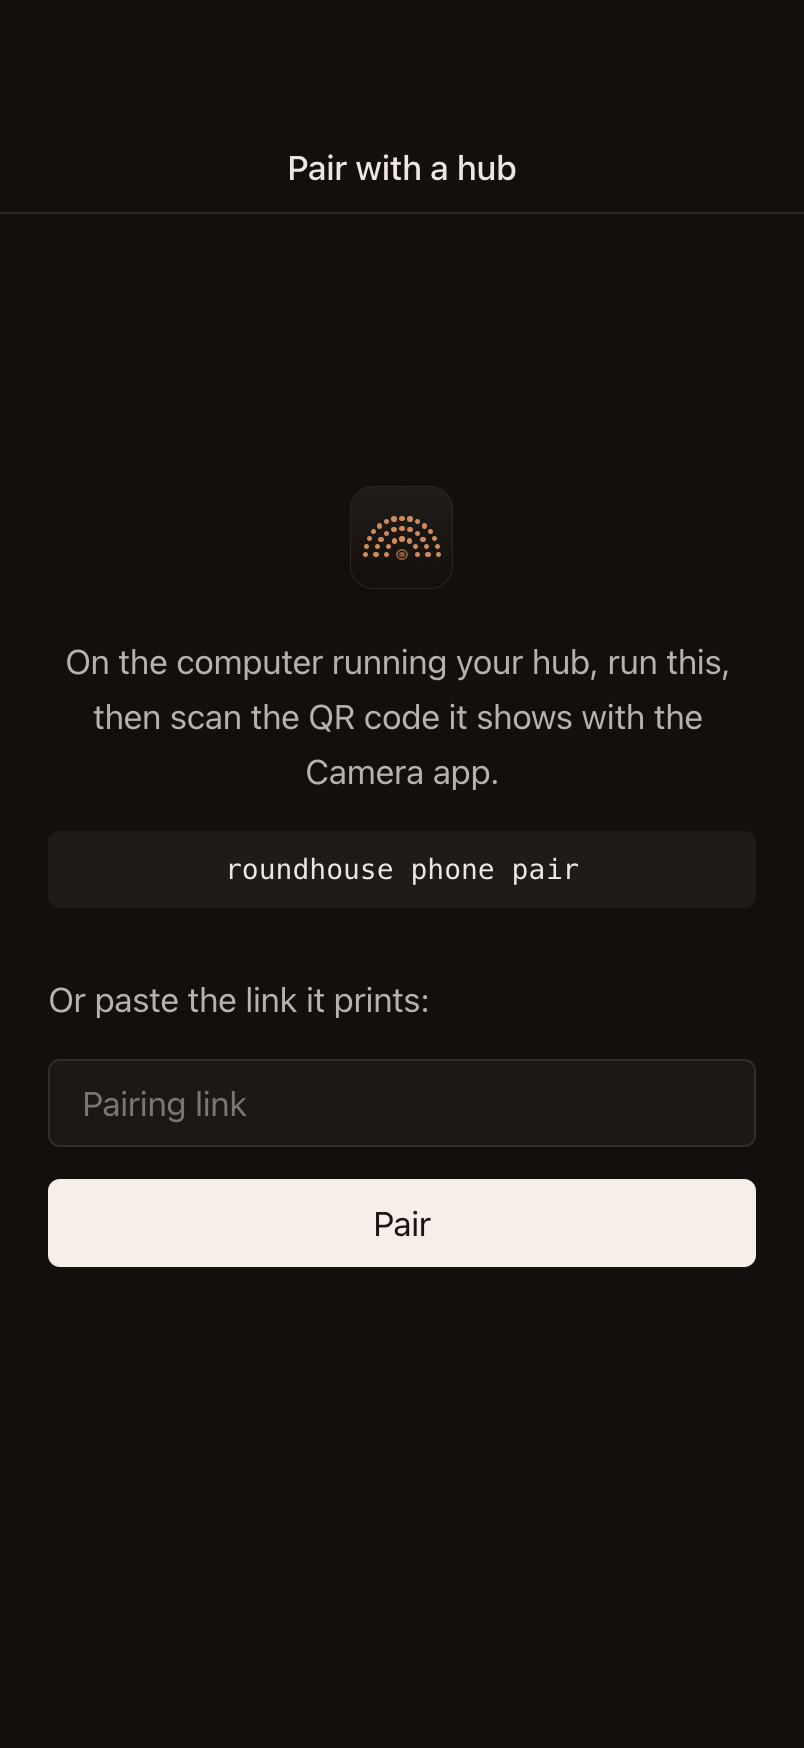 Pair with a hub
On the computer running your hub, run this,
then scan the QR code it shows with the
Camera app.
roundhouse phone pair
Or paste the link it prints:
Pairing link
Pair